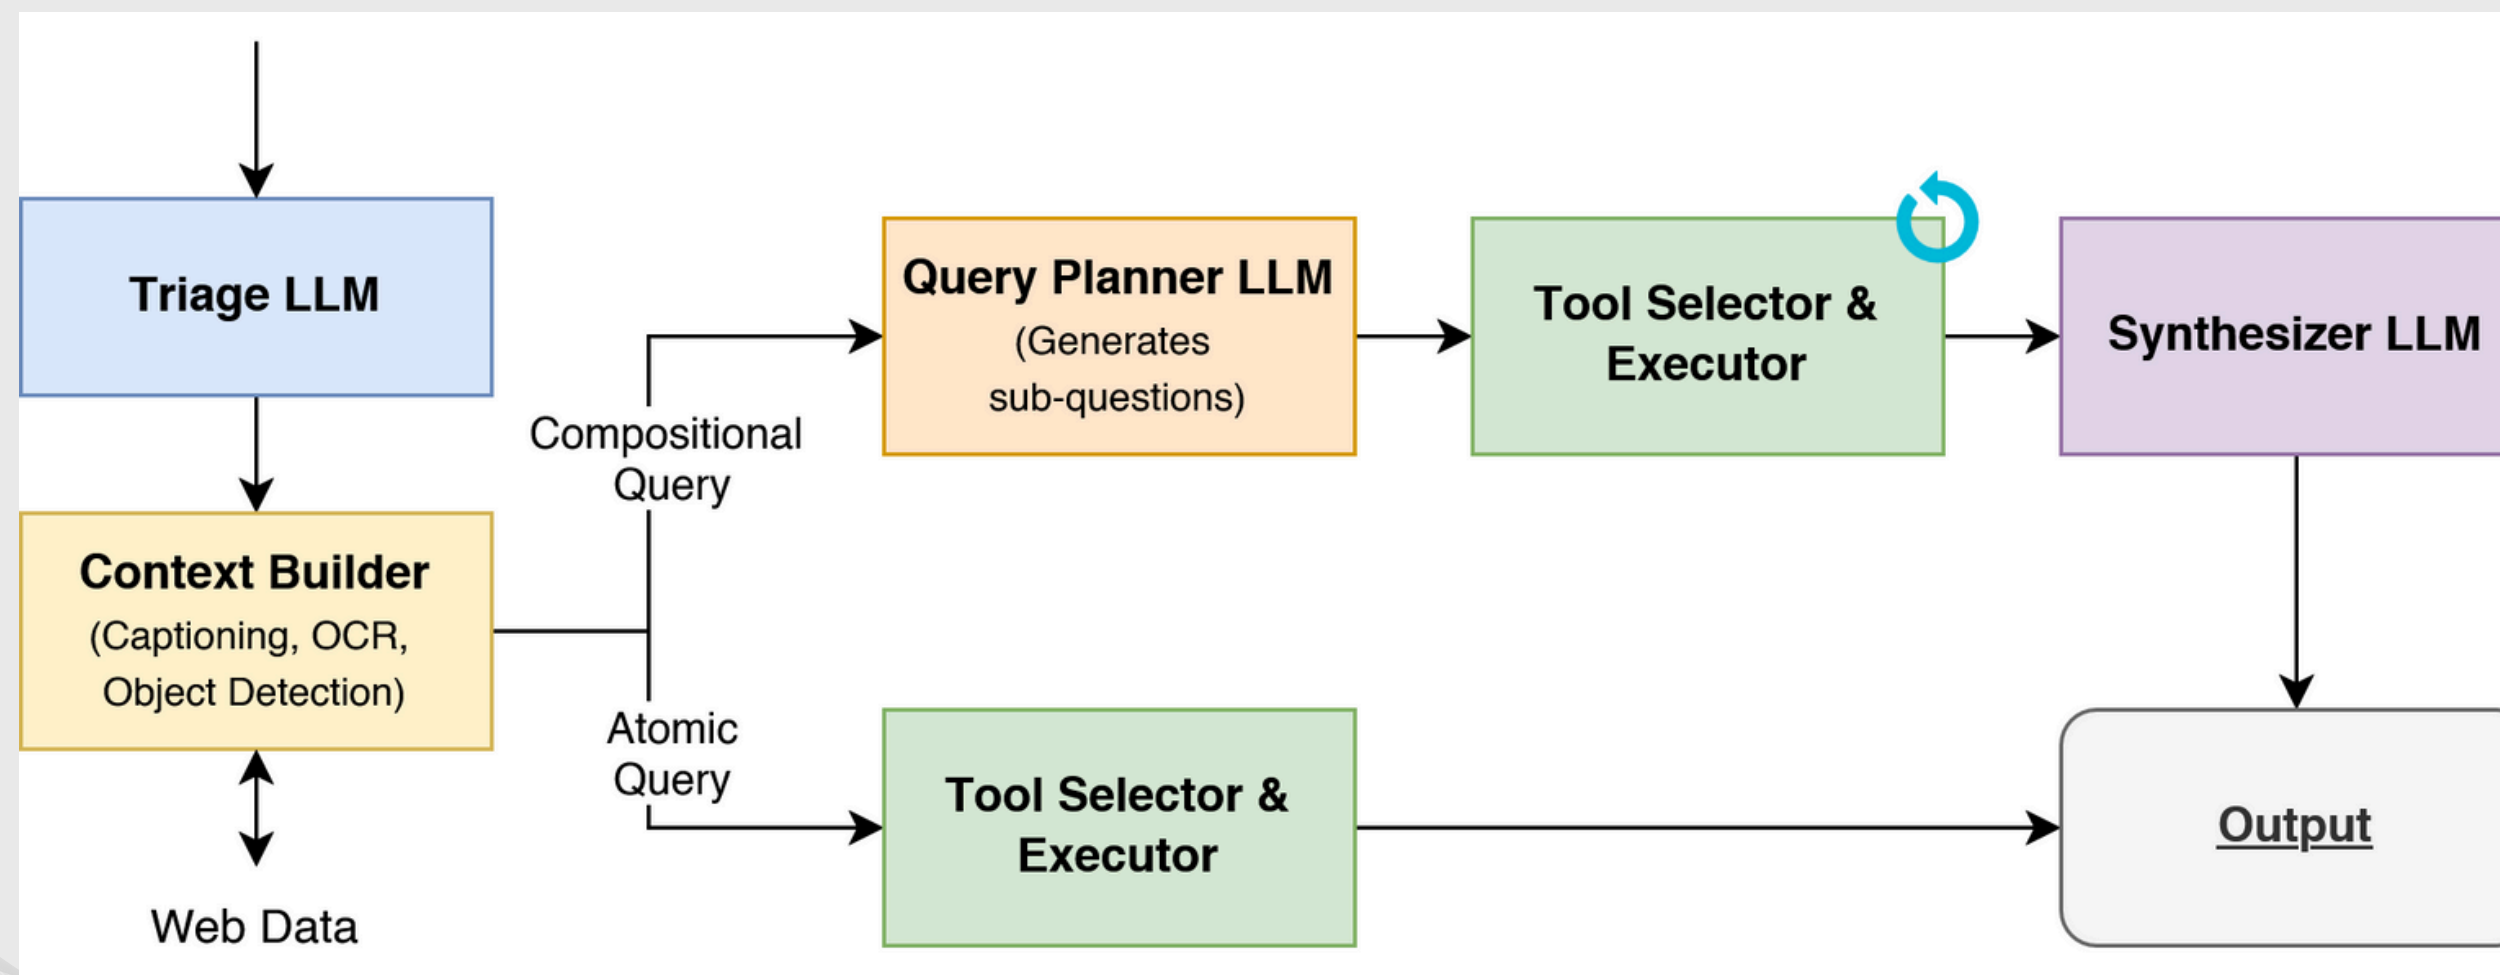 Triage LLM
Context Builder
(Captioning, OCR,
Object Detection)
Web Data
Compositional
Query
Atomic
Query
Query Planner LLM
(Generates
sub-questions)
Tool Selector &
Executor
Synthesizer LLM
Tool Selector &
Executor
Output